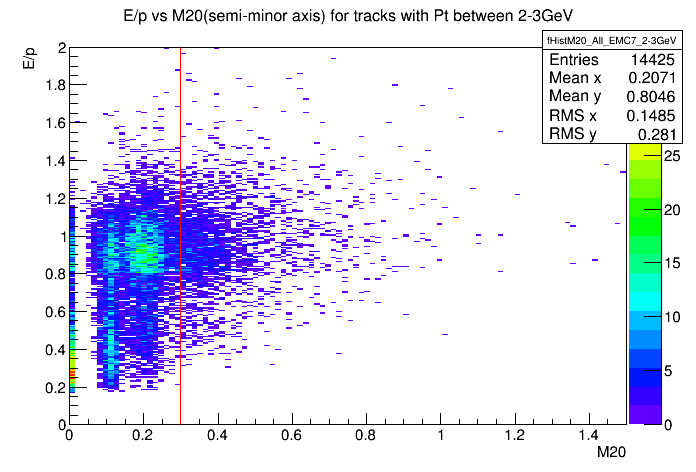 E/p vs M20(semi-minor axis) for tracks with Pt between 2-3GeV
fHistM20_All_EMC7_2-3GeV
Entries 14425
Mean x 0.2071
Mean y 0.8046
RMS x 0.1485
RMS y 0.281
E/p
2
1.8
1.6
1.4
1.2
1
0.8
0.6
0.4
0.2
0
0 0.2 0.4 0.6 0.8 1 1.2 1.4
M20
25
20
15
10
5
0